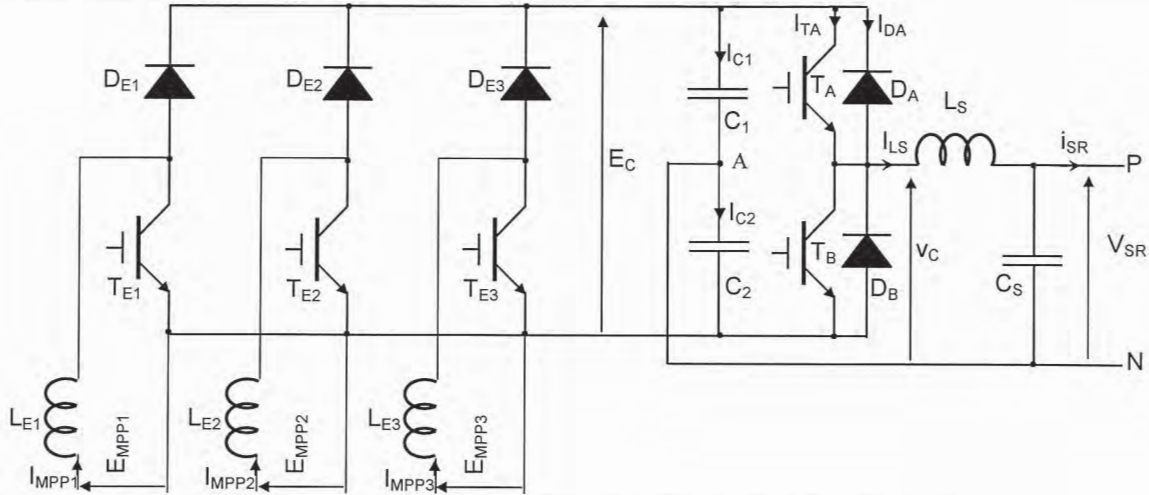 I_TA I_DA
D_E1 D_E2 D_E3 I_C1 T_A D_A L_S
C_1 I_LS i_SR P
E_C A
I_C2
T_E1 T_E2 T_E3 C_2 T_B D_B v_C C_S V_SR
N
L_E1 E_MPP1 L_E2 E_MPP2 L_E3 E_MPP3
I_MPP1 I_MPP2 I_MPP3